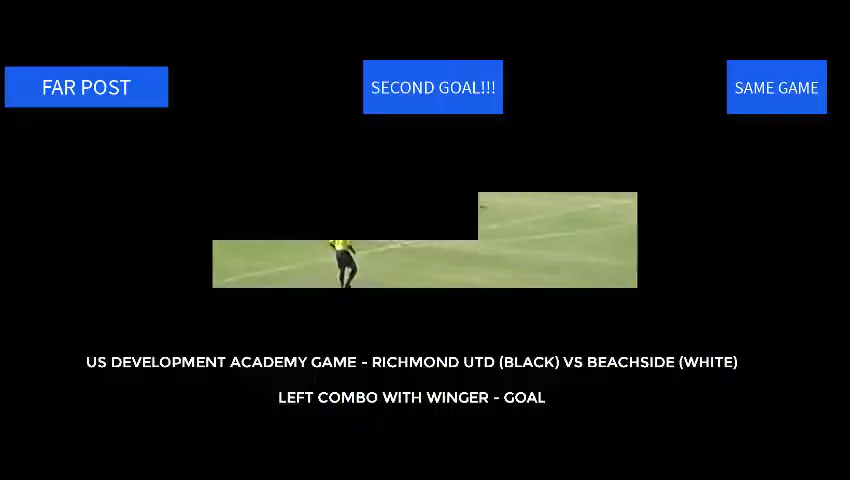 FAR POST
SECOND GOAL!!!
SAME GAME
US DEVELOPMENT ACADEMY GAME - RICHMOND UTD (BLACK) VS BEACHSIDE (WHITE)
LEFT COMBO WITH WINGER - GOAL